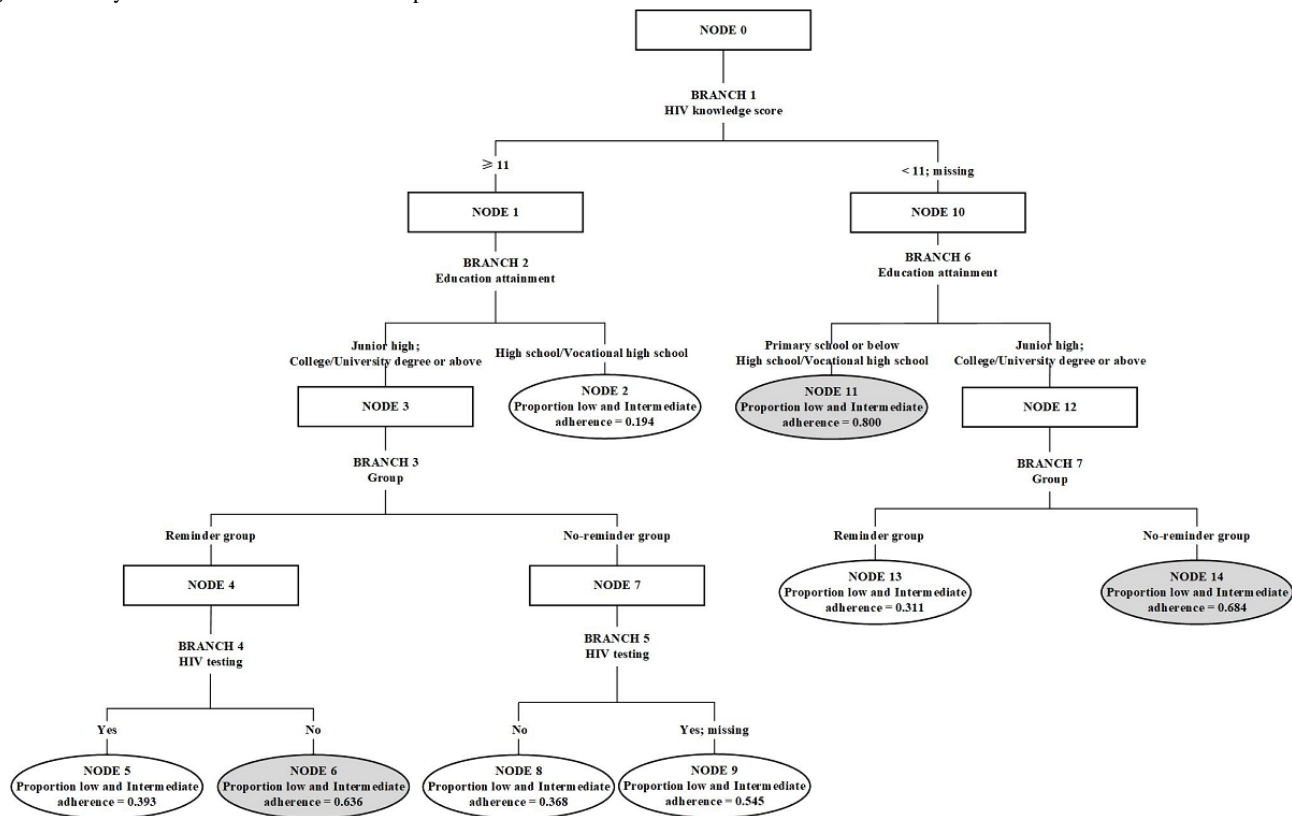 NODE 0
BRANCH 1
HIV knowledge score
≥ 11
< 11; missing
NODE 1
NODE 10
BRANCH 2
Education attainment
BRANCH 6
Education attainment
Junior high;
College/University degree or above
High school/Vocational high school
Primary school or below
High school/Vocational high school
Junior high;
College/University degree or above
NODE 3
NODE 2
Proportion low and Intermediate
adherence = 0.194
NODE 11
Proportion low and Intermediate
adherence = 0.800
NODE 12
BRANCH 3
Group
BRANCH 7
Group
Reminder group
No-reminder group
Reminder group
No-reminder group
NODE 4
NODE 7
NODE 13
Proportion low and Intermediate
adherence = 0.311
NODE 14
Proportion low and Intermediate
adherence = 0.684
BRANCH 4
HIV testing
BRANCH 5
HIV testing
Yes
No
No
Yes; missing
NODE 5
Proportion low and Intermediate
adherence = 0.393
NODE 6
Proportion low and Intermediate
adherence = 0.636
NODE 8
Proportion low and Intermediate
adherence = 0.368
NODE 9
Proportion low and Intermediate
adherence = 0.545